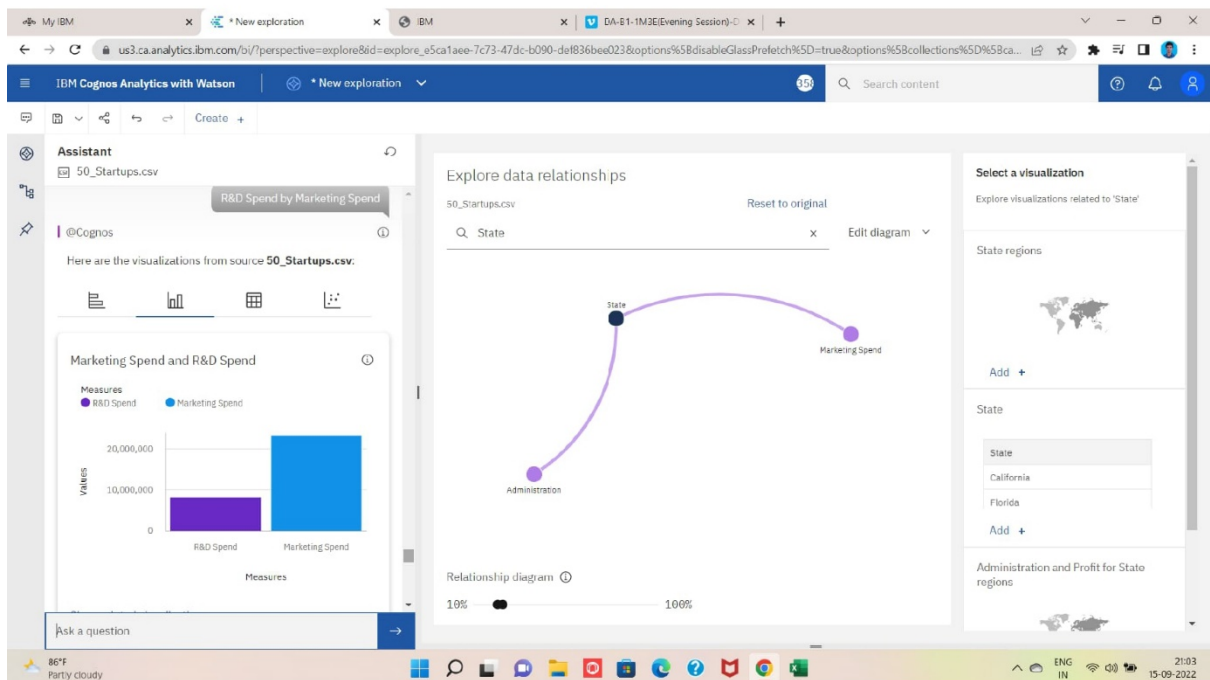 My IBM
* New exploration
IBM
DA-B1-1M3E(Evening Session)-D
us3.ca.analytics.ibm.com/bi/?perspective=explore&id=explore_e5ca1aee-7c73-47dc-b090-def836bee023&options%5BdisableGlassPrefetch%5D=true&options%5Bcollections%5D%5Bca...
IBM Cognos Analytics with Watson
* New exploration
Search content
Create +
Assistant
50_Startups.csv
R&D Spend by Marketing Spend
@Cognos
Here are the visualizations from source 50_Startups.csv:
Marketing Spend and R&D Spend
Measures
R&D Spend Marketing Spend
Values
20,000,000
10,000,000
0
R&D Spend Marketing Spend
Measures
Ask a question
Explore data relationships
50_Startups.csv
Reset to original
State
x
Edit diagram
State
Marketing Spend
Administration
Relationship diagram
10% 100%
Select a visualization
Explore visualizations related to 'State'
State regions
Add +
State
State
California
Florida
Add +
Administration and Profit for State
regions
86°F
Partly cloudy
ENG
IN
21:03
15-09-2022